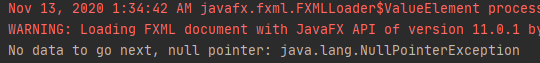 Nov 13, 2020 1:34:42 AM javafx.fxml.FXMLLoader$ValueElement proces
WARNING: Loading FXML document with JavaFX API of version 11.0.1 by
No data to go next, null pointer: java.lang.NullPointerException